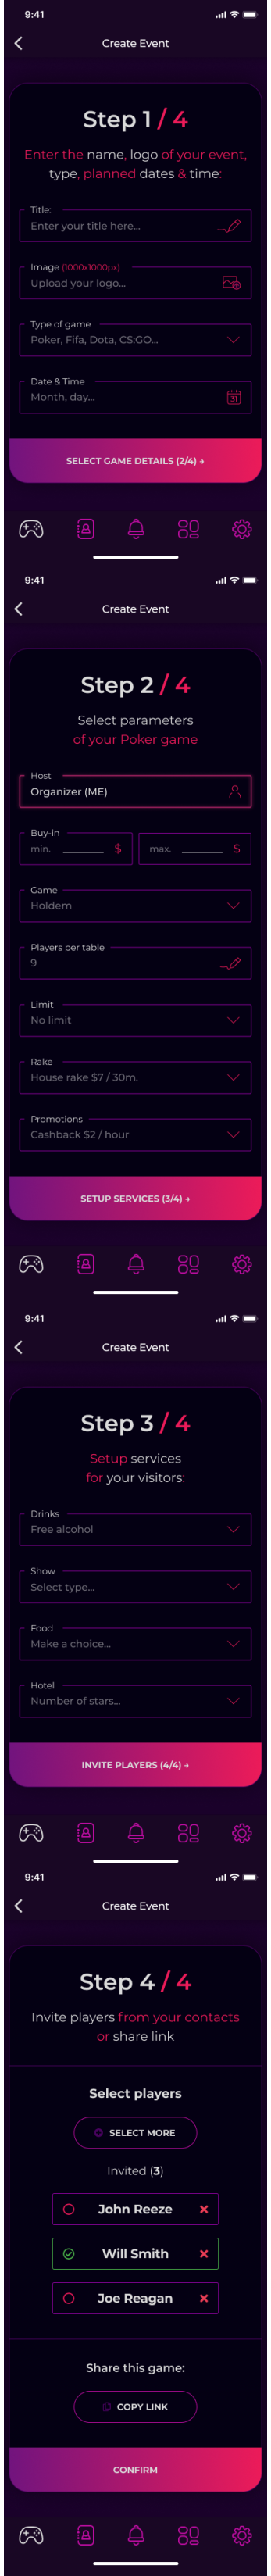 9:41
Create Event
Step 1 / 4
Enter the name, logo of your event,
type, planned dates & time:
Title:
Enter your title here...
Image (1000x1000px)
Upload your logo...
Type of game
Poker, Fifa, Dota, CS:GO...
Date & Time
Month, day...
31
SELECT GAME DETAILS (2/4) →
9:41
Create Event
Step 2 / 4
Select parameters
of your Poker game
Host
Organizer (ME)
Buy-in
min. ______ $ max. ______ $
Game
Holdem
Players per table
9
Limit
No limit
Rake
House rake $7 / 30m.
Promotions
Cashback $2 / hour
SETUP SERVICES (3/4) →
9:41
Create Event
Step 3 / 4
Setup services
for your visitors:
Drinks
Free alcohol
Show
Select type...
Food
Make a choice...
Hotel
Number of stars...
INVITE PLAYERS (4/4) →
9:41
Create Event
Step 4 / 4
Invite players from your contacts
or share link
Select players
SELECT MORE
Invited (3)
John Reeze
Will Smith
Joe Reagan
Share this game:
COPY LINK
CONFIRM